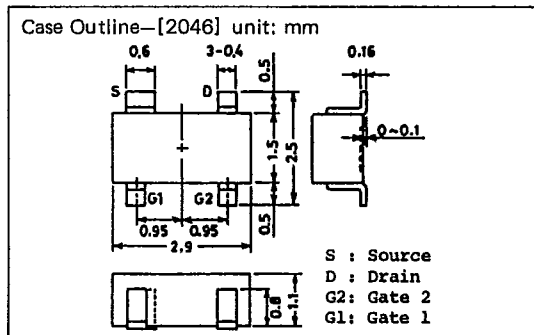 Case Outline—[2046] unit: mm
0,6
3-0,4
0.16
S
D
0.5
0~0.1
1.5
2.5
G1
G2
0.5
0.95
0.95
2,9
S : Source
D : Drain
G2: Gate 2
G1: Gate 1
0.8
1.1